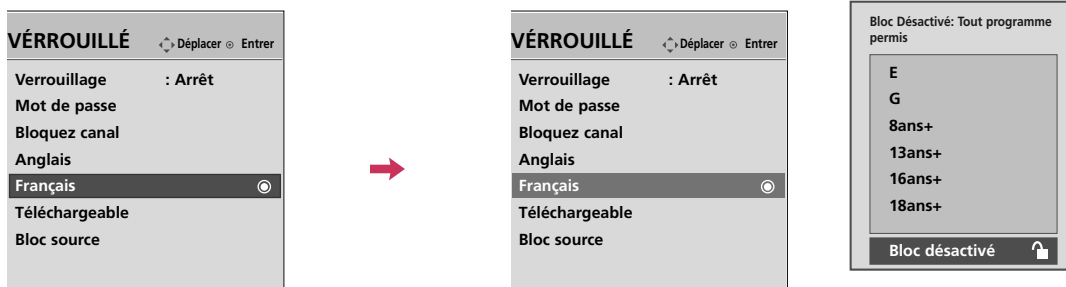 VÉRROUILLÉ Déplacer Entrer
Verrouillage : Arrêt
Mot de passe
Bloquez canal
Anglais
Français
Téléchargeable
Bloc source
VÉRROUILLÉ Déplacer Entrer
Verrouillage : Arrêt
Mot de passe
Bloquez canal
Anglais
Français
Téléchargeable
Bloc source
Bloc Désactivé: Tout programme
permis
E
G
8ans+
13ans+
16ans+
18ans+
Bloc désactivé